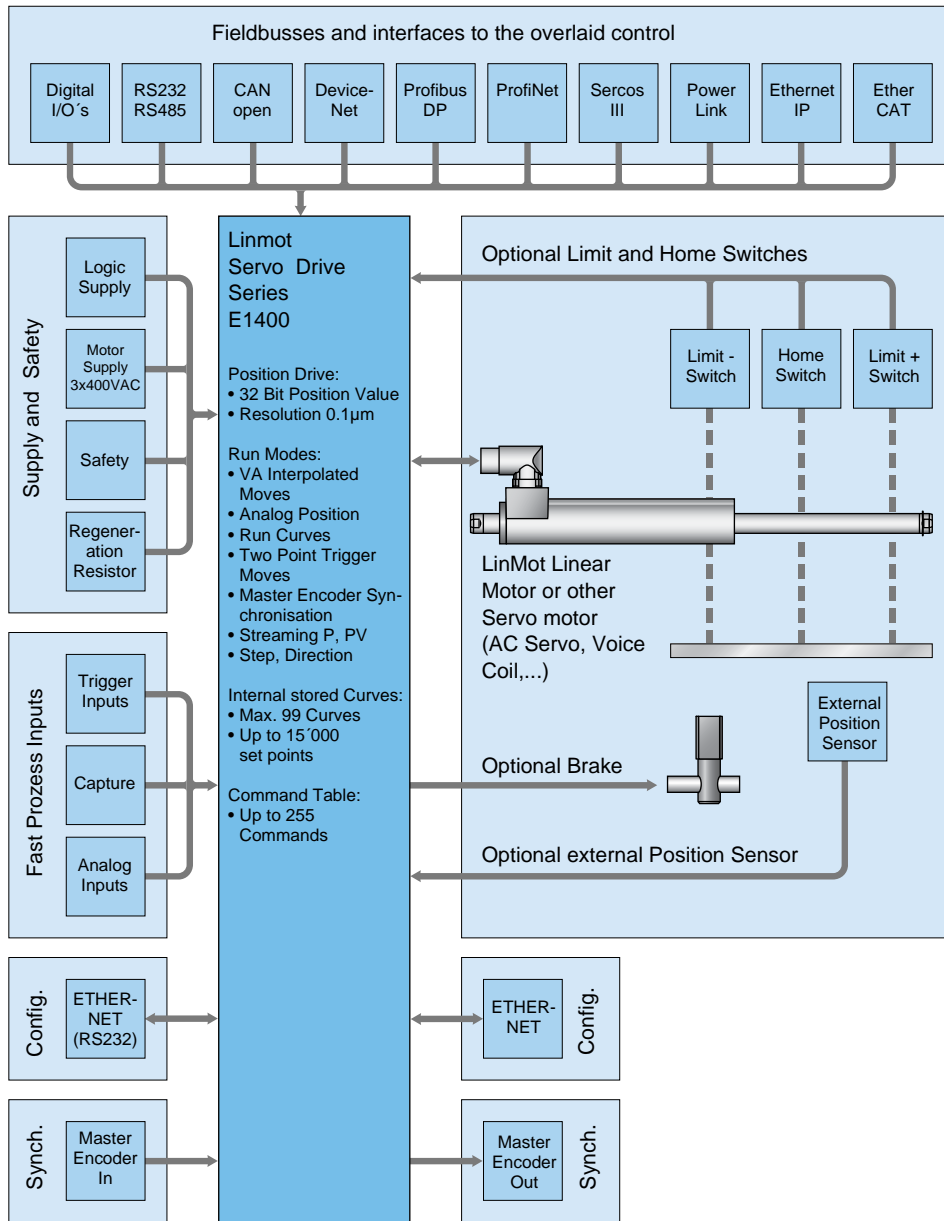 Fieldbusses and interfaces to the overlaid control
Digital
I/O´s
RS232
RS485
CAN
open
Device-
Net
Profibus
DP
ProfiNet
Sercos
III
Power
Link
Ethernet
IP
Ether
CAT
Supply and Safety
Logic
Supply
Motor
Supply
3x400VAC
Safety
Regener-
ation
Resistor
Fast Prozess Inputs
Trigger
Inputs
Capture
Analog
Inputs
Config.
ETHER-
NET
(RS232)
Synch.
Master
Encoder
In
Linmot
Servo Drive
Series
E1400
Position Drive:
• 32 Bit Position Value
• Resolution 0.1µm
Run Modes:
• VA Interpolated
Moves
• Analog Position
• Run Curves
• Two Point Trigger
Moves
• Master Encoder Syn-
chronisation
• Streaming P, PV
• Step, Direction
Internal stored Curves:
• Max. 99 Curves
• Up to 15´000
set points
Command Table:
• Up to 255
Commands
Optional Limit and Home Switches
Limit -
Switch
Home
Switch
Limit +
Switch
LinMot Linear
Motor or other
Servo motor
(AC Servo, Voice
Coil,...)
External
Position
Sensor
Optional Brake
Optional external Position Sensor
ETHER-
NET
Config.
Master
Encoder
Out
Synch.